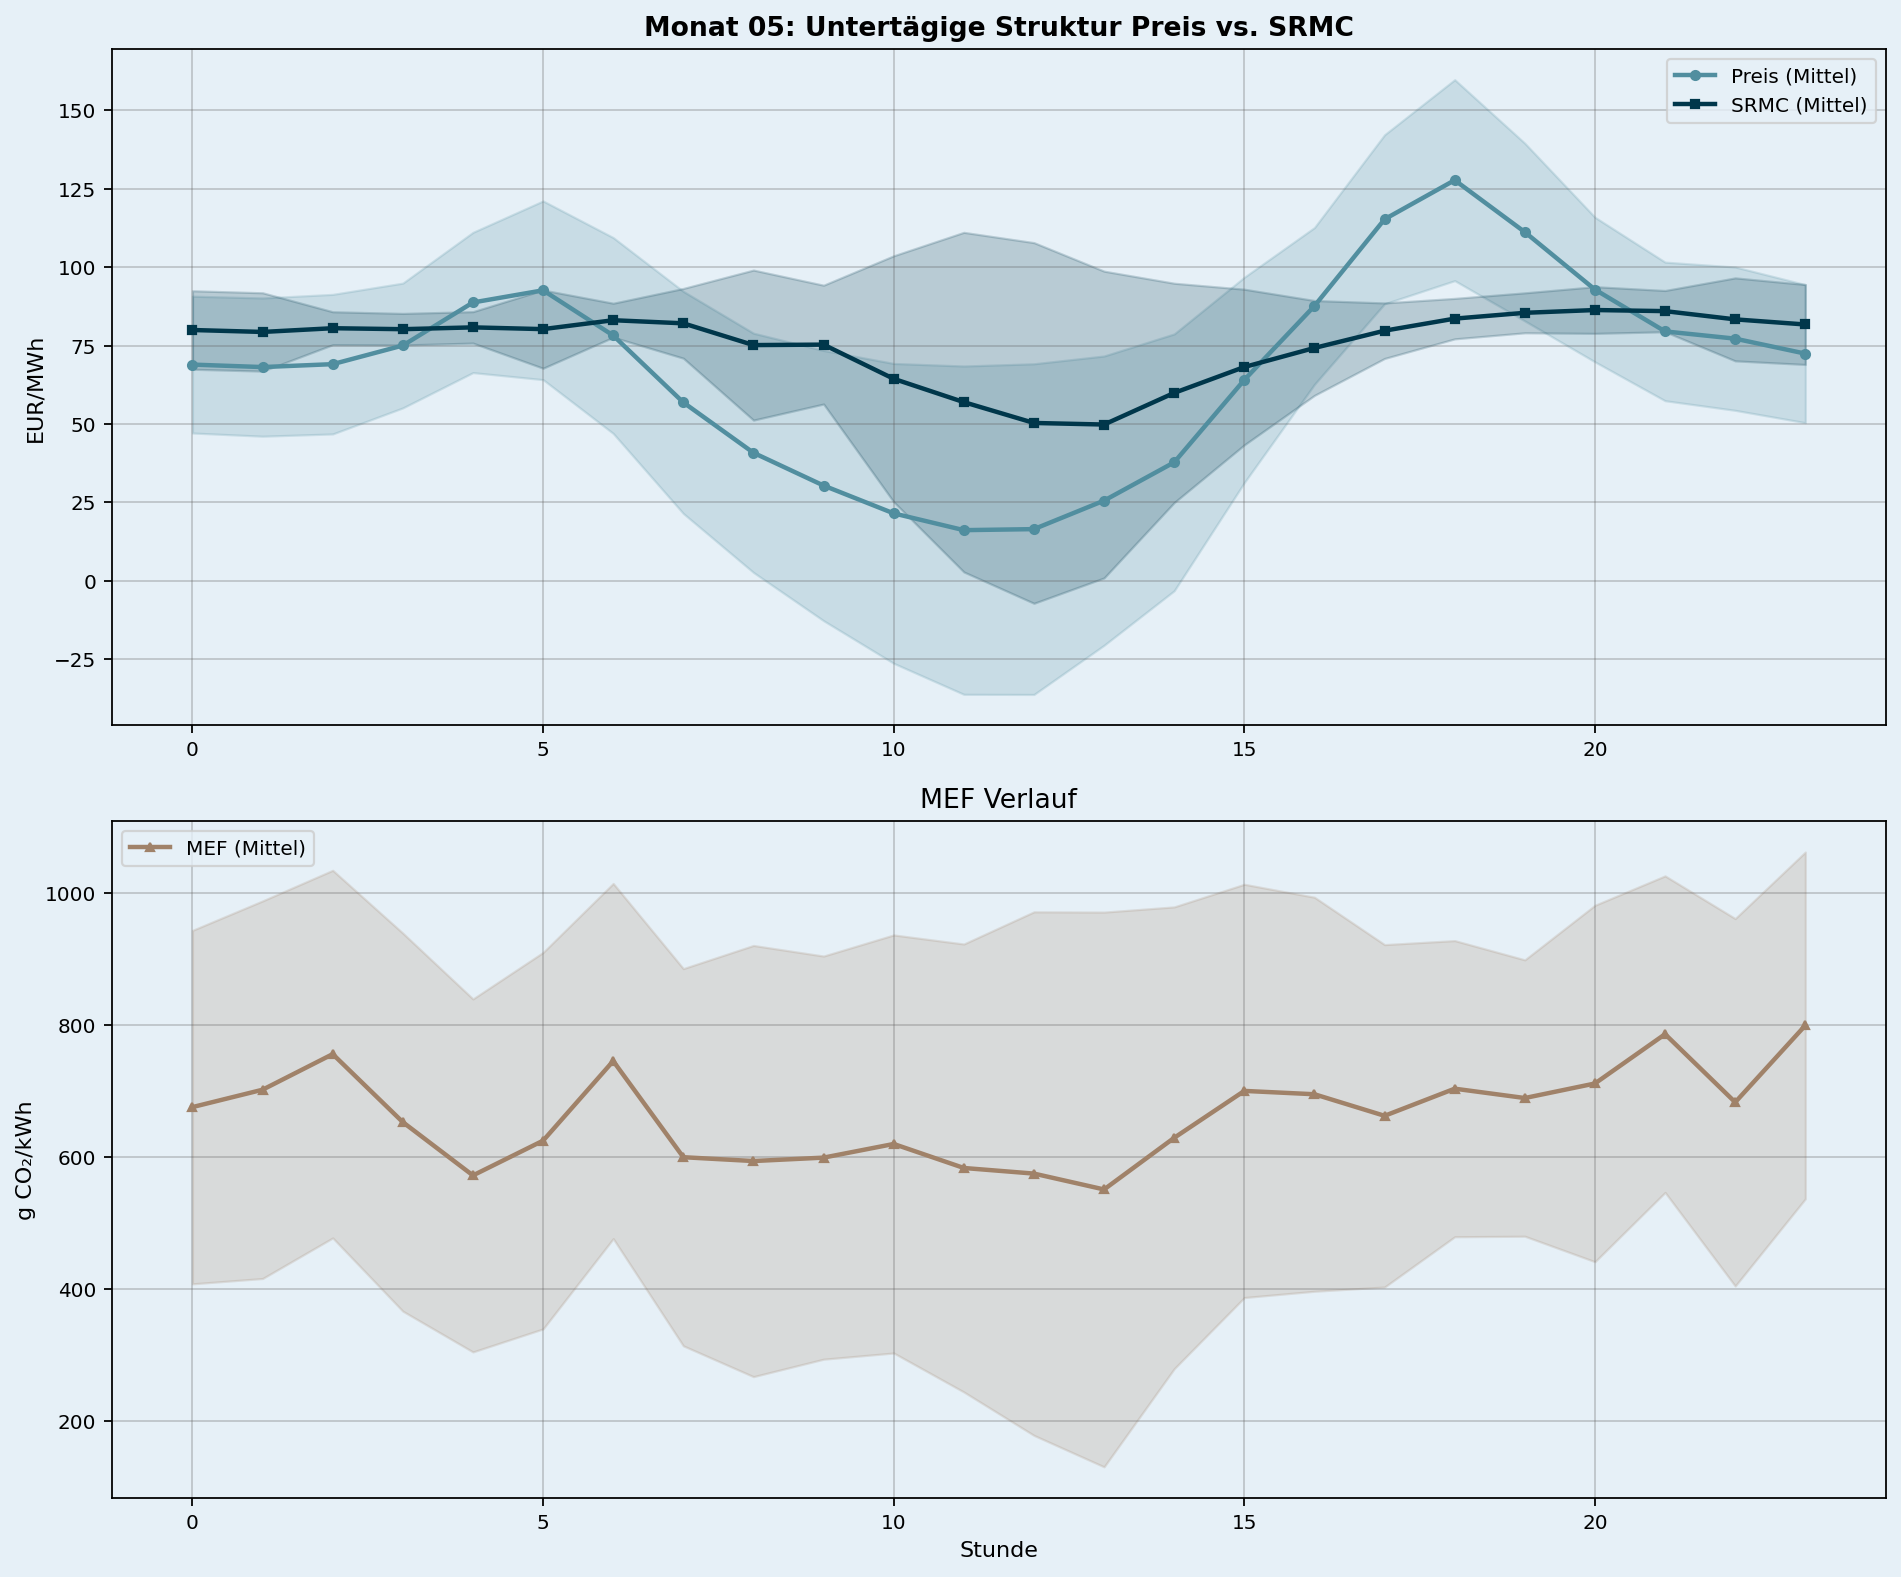 Monat 05: Untertägige Struktur Preis vs. SRMC
Preis (Mittel)
SRMC (Mittel)
EUR/MWh
150
125
100
75
50
25
0
−25
0 5 10 15 20
MEF Verlauf
MEF (Mittel)
g CO₂/kWh
1000
800
600
400
200
0 5 10 15 20
Stunde